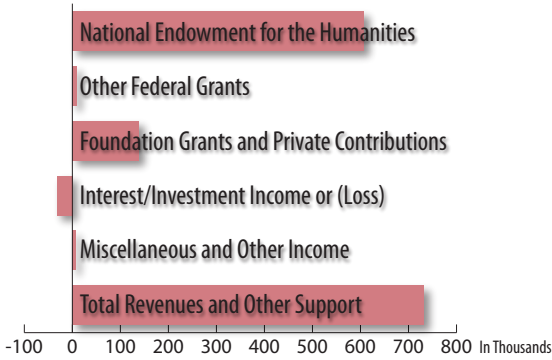 National Endowment for the Humanities
Other Federal Grants
Foundation Grants and Private Contributions
Interest/Investment Income or (Loss)
Miscellaneous and Other Income
Total Revenues and Other Support
-100 0 100 200 300 400 500 600 700 800 In Thousands